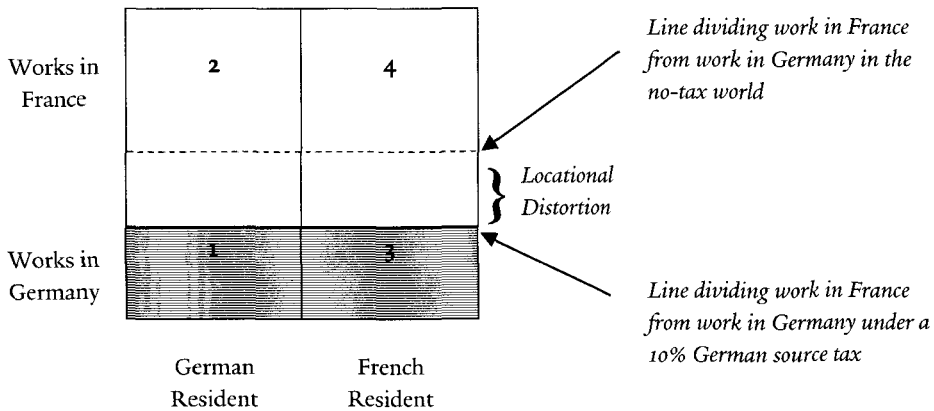 Works in
France
2
4
Line dividing work in France
from work in Germany in the
no-tax world
}
Locational
Distortion
Works in
Germany
1
3
Line dividing work in France
from work in Germany under a
10% German source tax
German
Resident
French
Resident